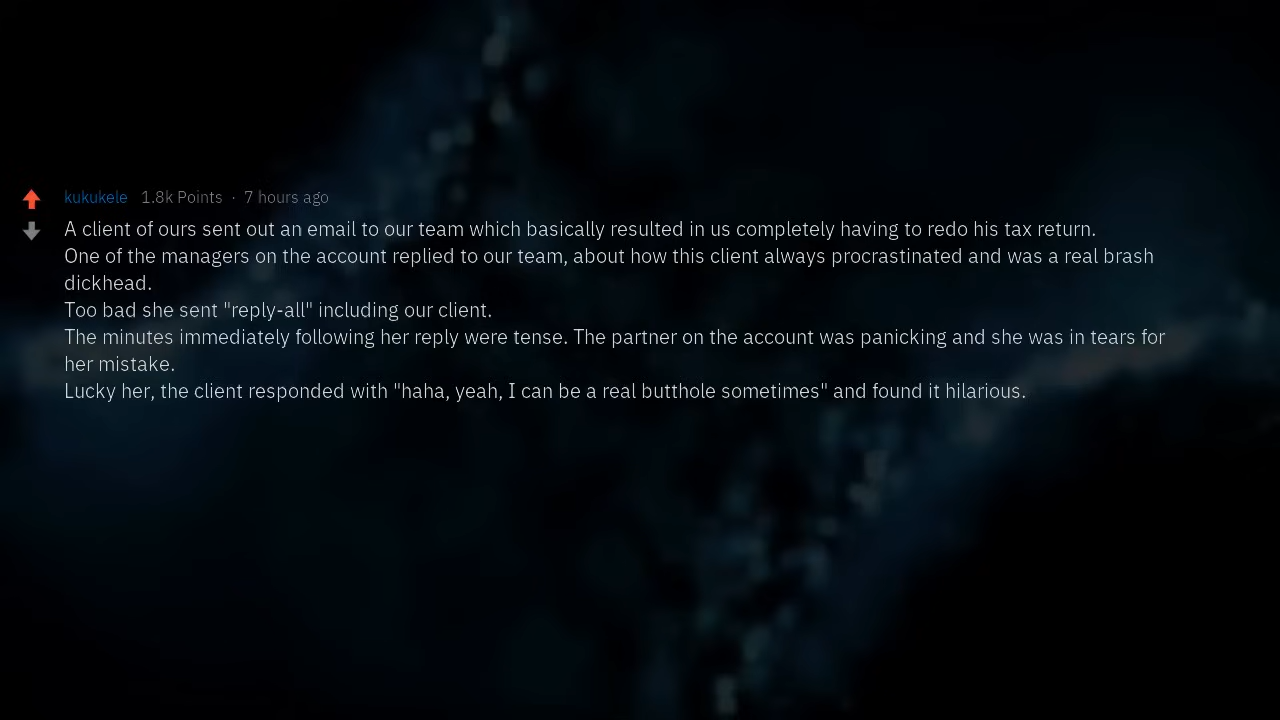 kukukele 1.8k Points · 7 hours ago
A client of ours sent out an email to our team which basically resulted in us completely having to redo his tax return.
One of the managers on the account replied to our team, about how this client always procrastinated and was a real brash
dickhead.
Too bad she sent "reply-all" including our client.
The minutes immediately following her reply were tense. The partner on the account was panicking and she was in tears for
her mistake.
Lucky her, the client responded with "haha, yeah, I can be a real butthole sometimes" and found it hilarious.